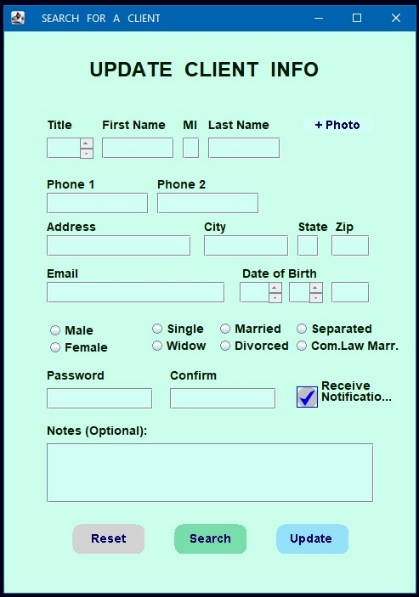 SEARCH FOR A CLIENT
UPDATE CLIENT INFO
Title First Name MI Last Name + Photo
Phone 1 Phone 2
Address City State Zip
Email Date of Birth
Male Single Married Separated
Female Widow Divorced Com.Law Marr.
Password Confirm Receive
Notificatio...
Notes (Optional):
Reset Search Update